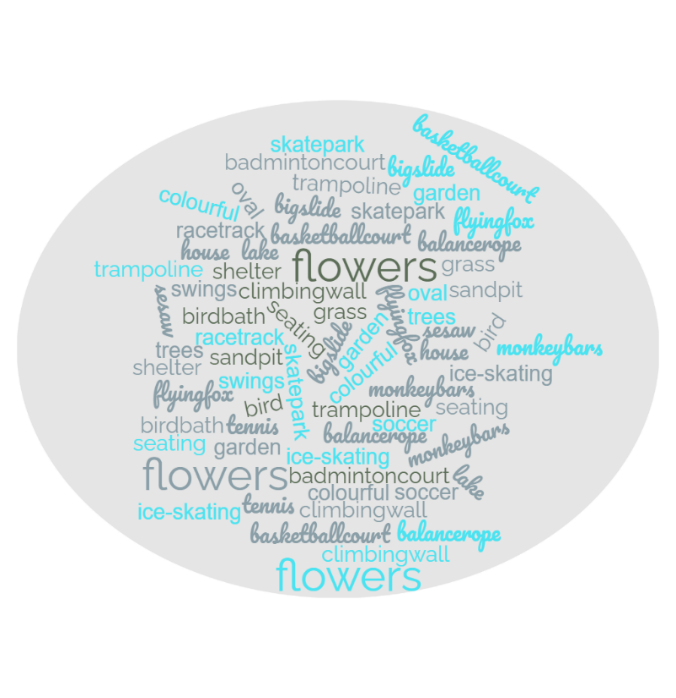 basketballcourt
skatepark
badmintoncourt bigslide
trampoline garden
colourful oval bigslide skatepark flyingfox
racetrack basketballcourt balancerope
house lake
trampoline shelter flowers grass
sesaw swings climbingwall flyingfox oval sandpit
birdbath seating grass garden trees
racetrack bigslide sesaw bird
trees sandpit skatepark colourful house monkeybars
shelter ice-skating
swings monkeybars
flyingfox bird trampoline seating
birdbath tennis soccer
seating garden balancerope monkeybars
ice-skating
flowers badmintoncourt lake
colourful soccer
ice-skating tennis climbingwall
basketballcourt balancerope
climbingwall
flowers